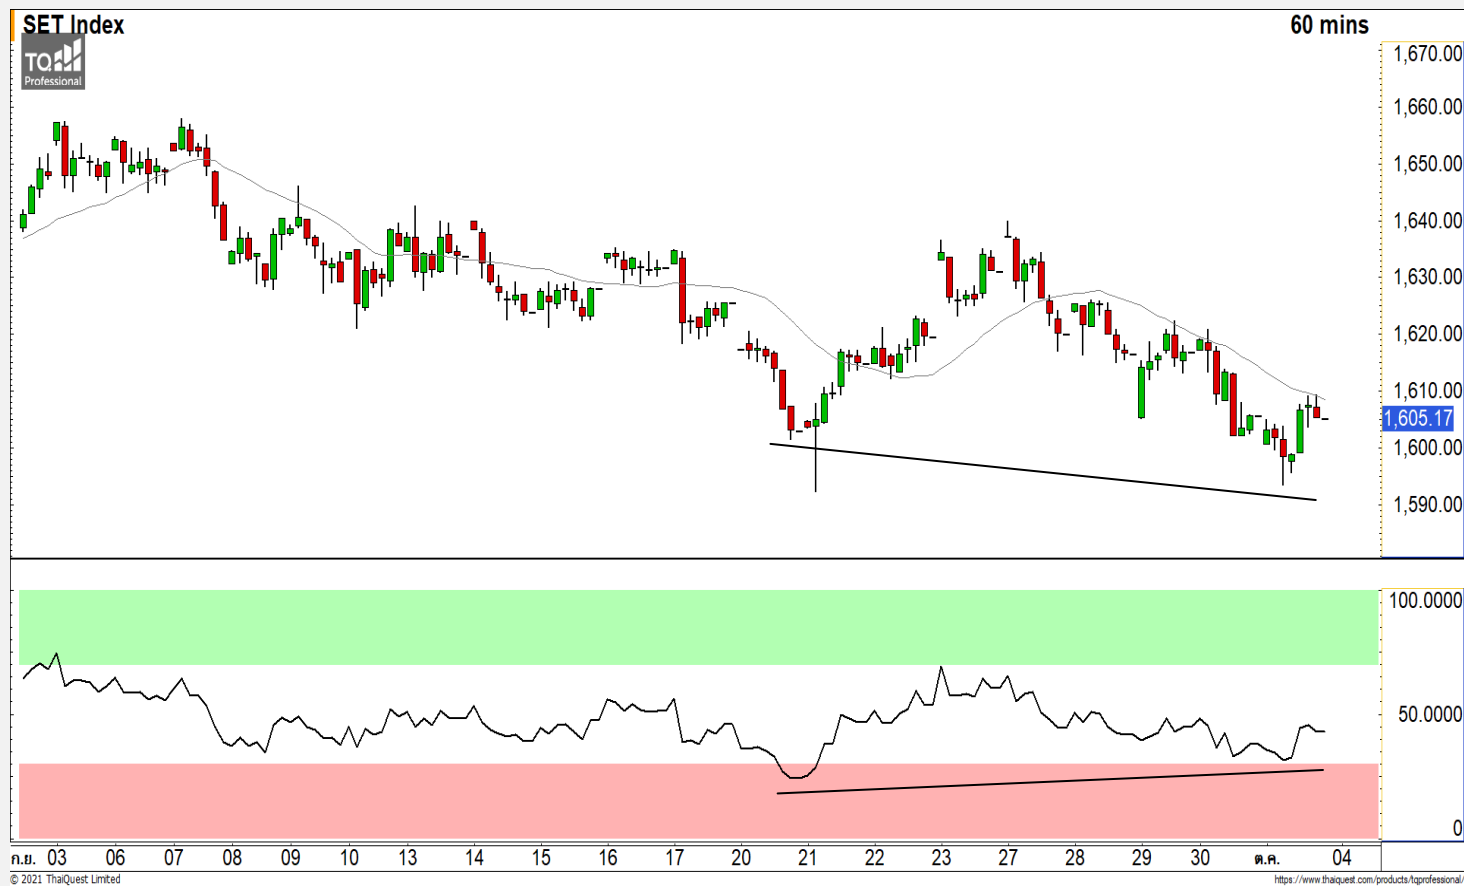 SET Index
60 mins
TQ
Professional
1,670.00
1,660.00
1,650.00
1,640.00
1,630.00
1,620.00
1,610.00
1,605.17
1,600.00
1,590.00
100.0000
50.0000
0
ก.ย. 03 06 07 08 09 10 13 14 15 16 17 20 21 22 23 27 28 29 30 ต.ค. 04
© 2021 ThaiQuest Limited
https://www.thaiquest.com/products/tqprofessional/